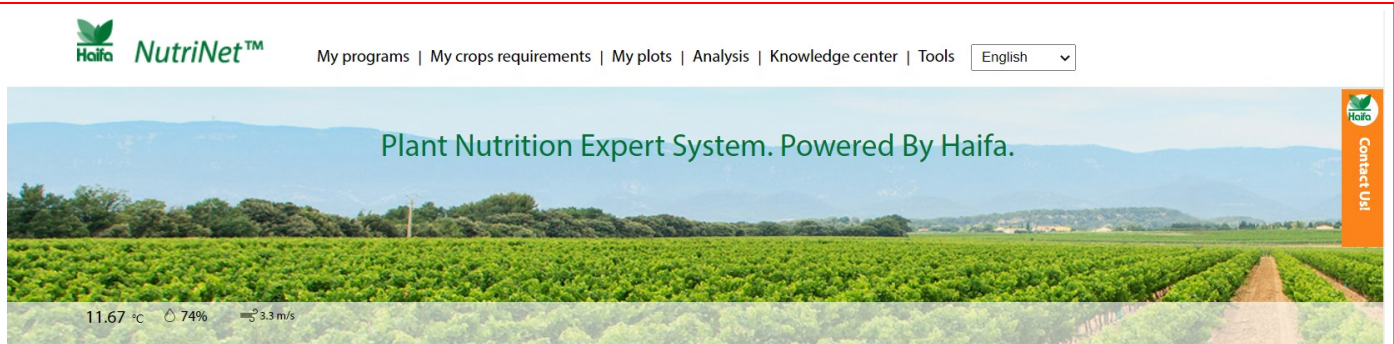 Haifa
NutriNet™
My programs | My crops requirements | My plots | Analysis | Knowledge center | Tools
English
Haifa
Contact Us!
Plant Nutrition Expert System. Powered By Haifa.
11.67 °C 74% 3.3 m/s